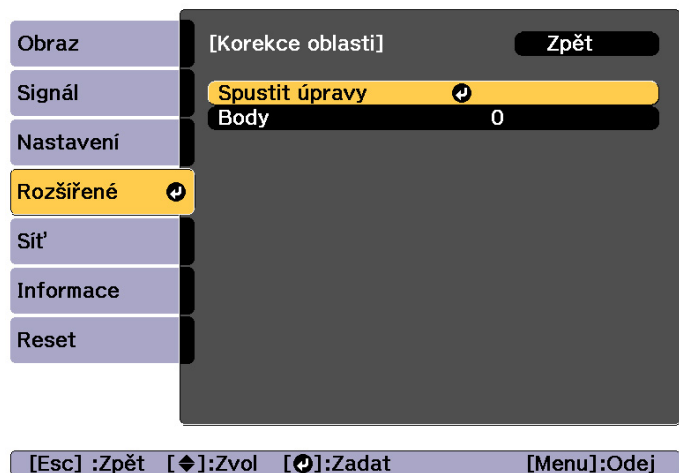 Obraz
Signál
Nastavení
Rozšířené
Síť
Informace
Reset
[Korekce oblasti] Zpět
Spustit úpravy
Body 0
[Esc] :Zpět [◆]:Zvol [↵]:Zadat [Menu]:Odej